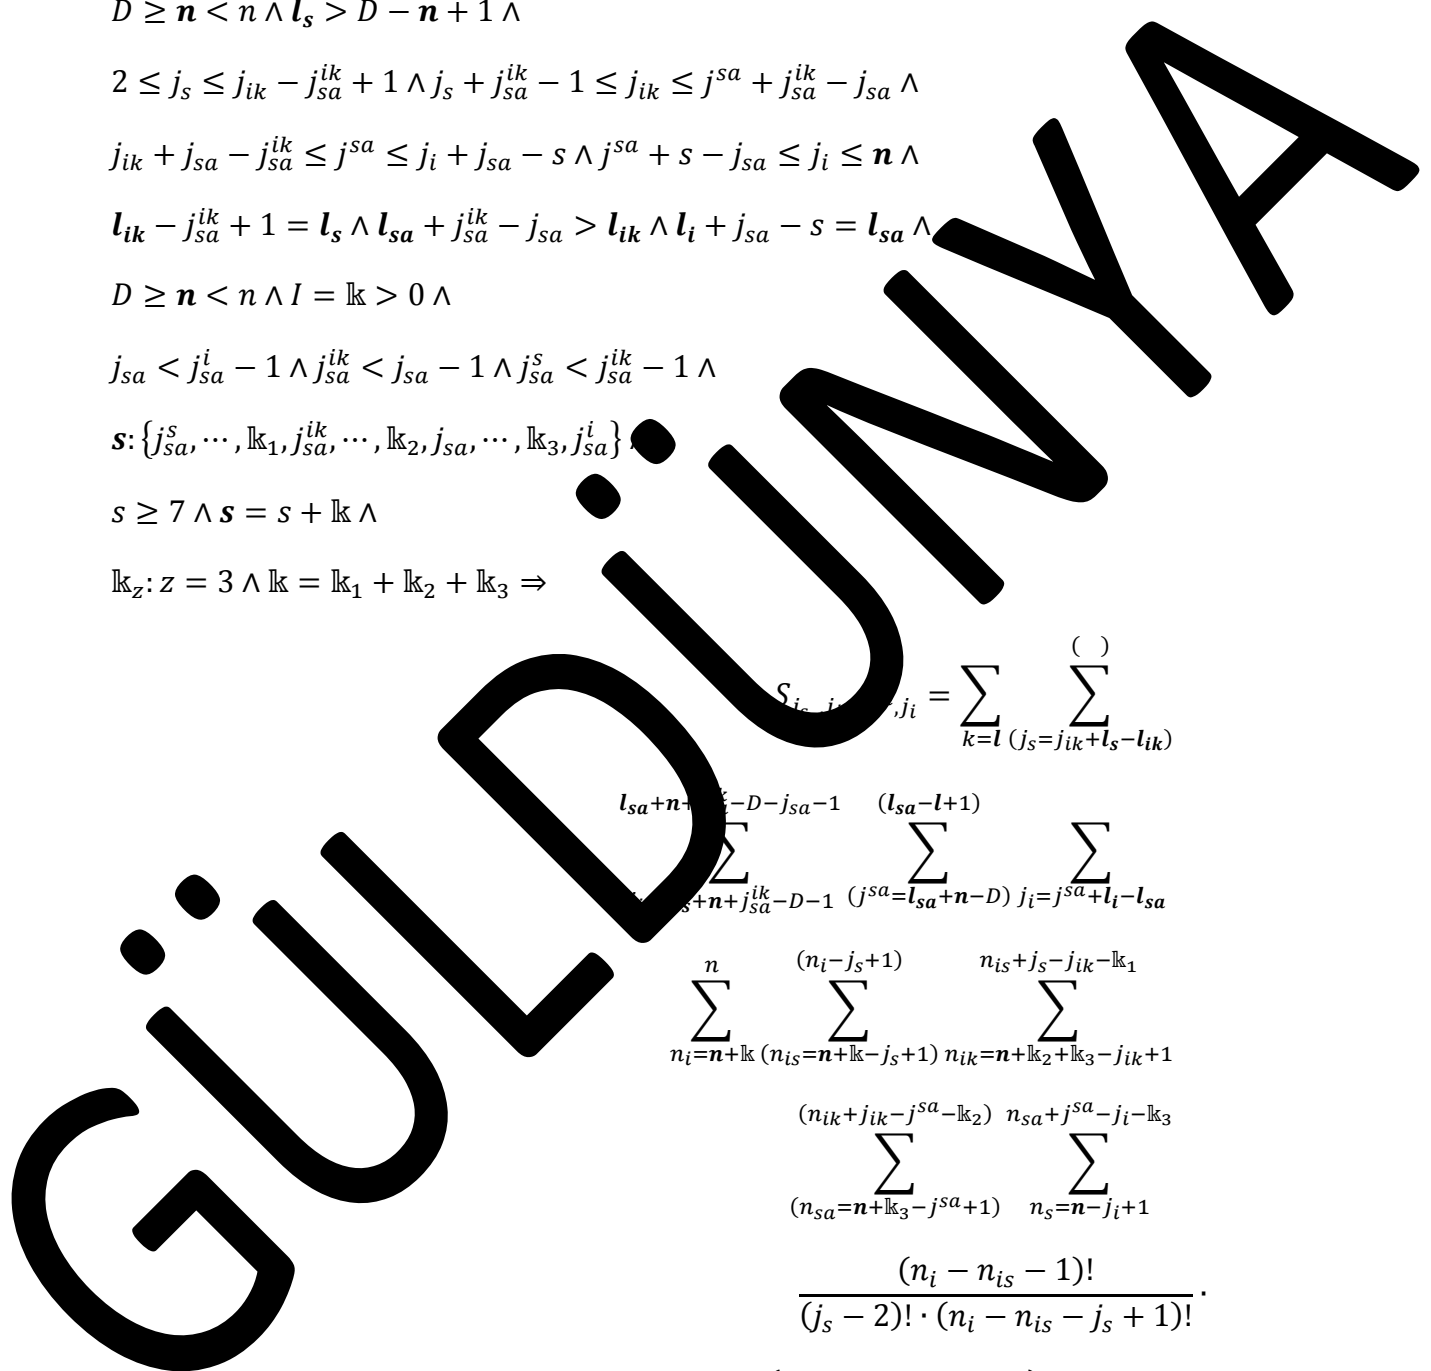 D ≥ 𝒏 < n ∧ 𝒍ₛ > D − 𝒏 + 1 ∧
2 ≤ j_s ≤ j_{ik} − j_{sa}^{ik} + 1 ∧ j_s + j_{sa}^{ik} − 1 ≤ j_{ik} ≤ j^{sa} + j_{sa}^{ik} − j_{sa} ∧
j_{ik} + j_{sa} − j_{sa}^{ik} ≤ j^{sa} ≤ j_i + j_{sa} − s ∧ j^{sa} + s − j_{sa} ≤ j_i ≤ 𝒏 ∧
𝒍_{ik} − j_{sa}^{ik} + 1 = 𝒍_s ∧ 𝒍_{sa} + j_{sa}^{ik} − j_{sa} > 𝒍_{ik} ∧ 𝒍_i + j_{sa} − s = 𝒍_{sa} ∧
D ≥ 𝒏 < n ∧ I = 𝕜 > 0 ∧
j_{sa} < j_{sa}^{i} − 1 ∧ j_{sa}^{ik} < j_{sa} − 1 ∧ j_{sa}^{s} < j_{sa}^{ik} − 1 ∧
𝒔: {j_{sa}^{s}, ⋯ , 𝕜_1, j_{sa}^{ik}, ⋯ , 𝕜_2, j_{sa}, ⋯ , 𝕜_3, j_{sa}^{i}}
s ≥ 7 ∧ 𝒔 = s + 𝕜 ∧
𝕜_z: z = 3 ∧ 𝕜 = 𝕜_1 + 𝕜_2 + 𝕜_3 ⇒
( )
,j_i = ∑ ∑
k=𝒍 (j_s=j_{ik}+𝒍_s−𝒍_{ik})
𝒍_{sa}+𝒏+ −D−j_{sa}−1 (𝒍_{sa}−𝒍+1)
∑ ∑ ∑
+𝒏+j_{sa}^{ik}−D−1 (j^{sa}=𝒍_{sa}+𝒏−D) j_i=j^{sa}+𝒍_i−𝒍_{sa}
n (n_i−j_s+1) n_{is}+j_s−j_{ik}−𝕜_1
∑ ∑ ∑
n_i=𝒏+𝕜 (n_{is}=𝒏+𝕜−j_s+1) n_{ik}=𝒏+𝕜_2+𝕜_3−j_{ik}+1
(n_{ik}+j_{ik}−j^{sa}−𝕜_2) n_{sa}+j^{sa}−j_i−𝕜_3
∑ ∑
(n_{sa}=𝒏+𝕜_3−j^{sa}+1) n_s=𝒏−j_i+1
(n_i − n_{is} − 1)!
(j_s − 2)! · (n_i − n_{is} − j_s + 1)! ·
GÜLDÜNYA